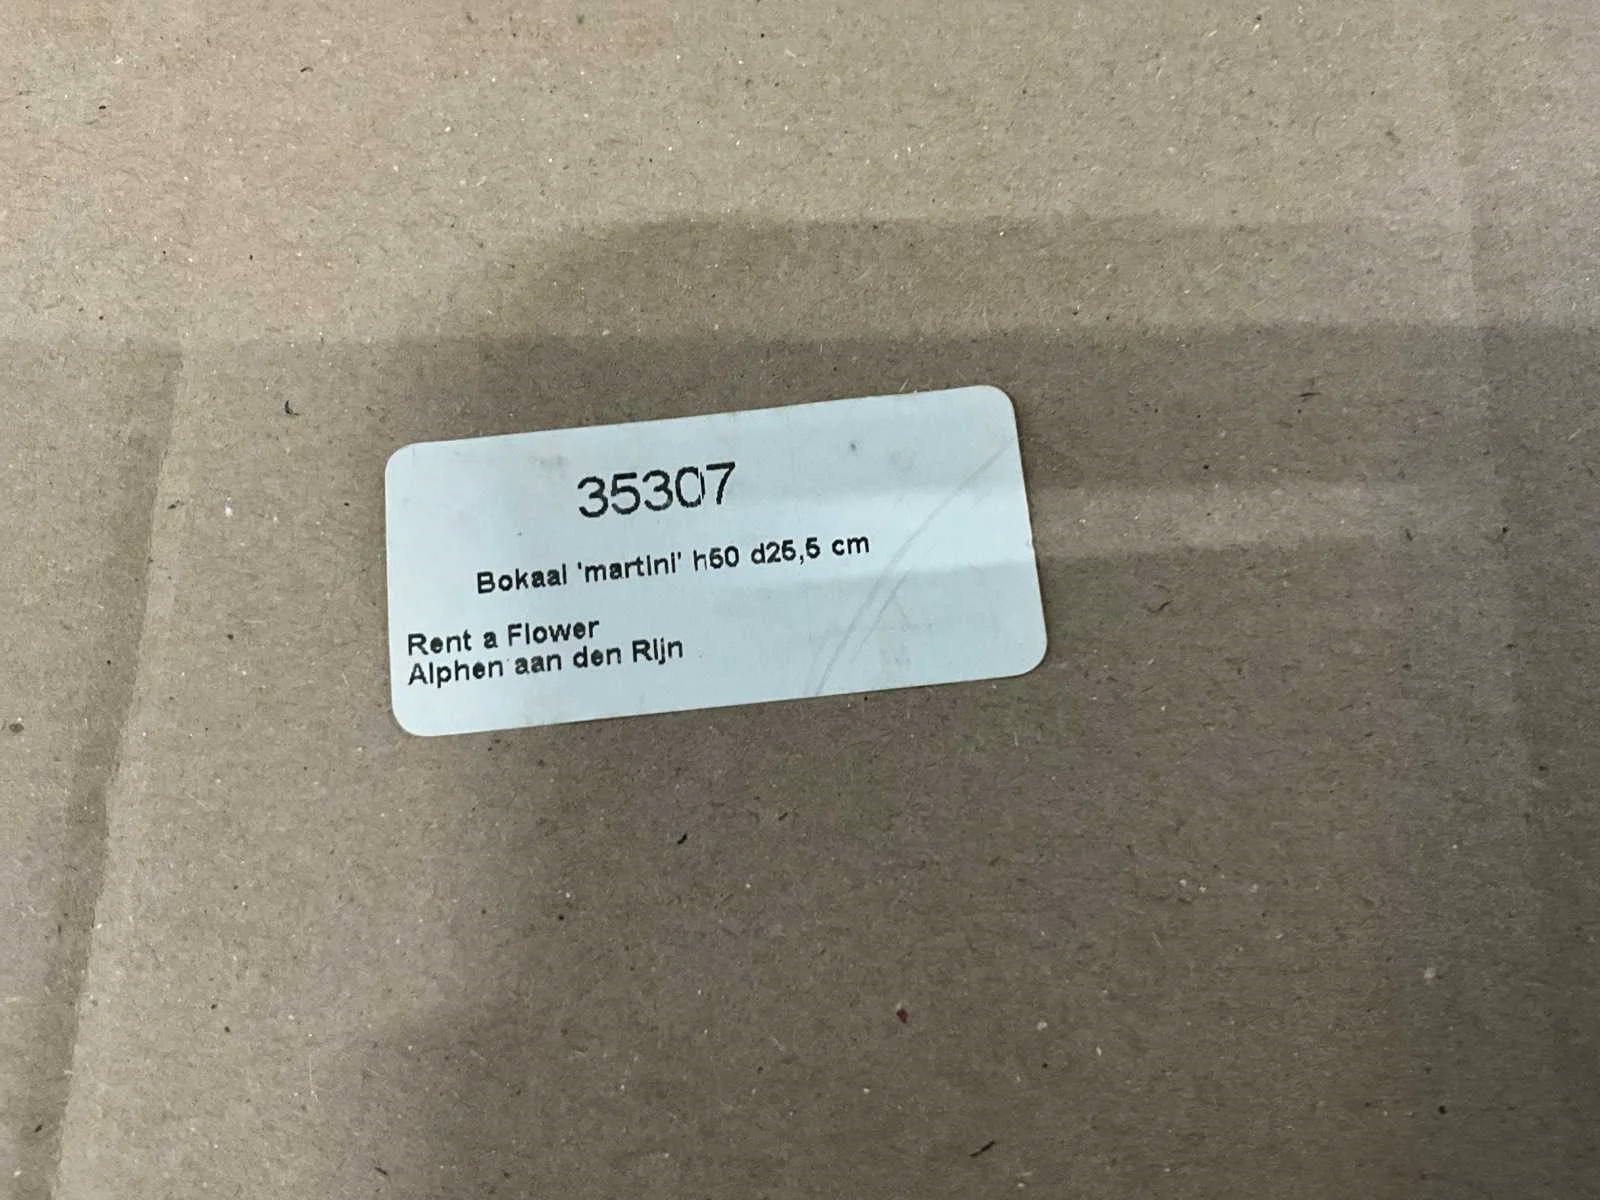 35307
Bokaal 'martini' h50 d25,5 cm
Rent a Flower
Alphen aan den Rijn